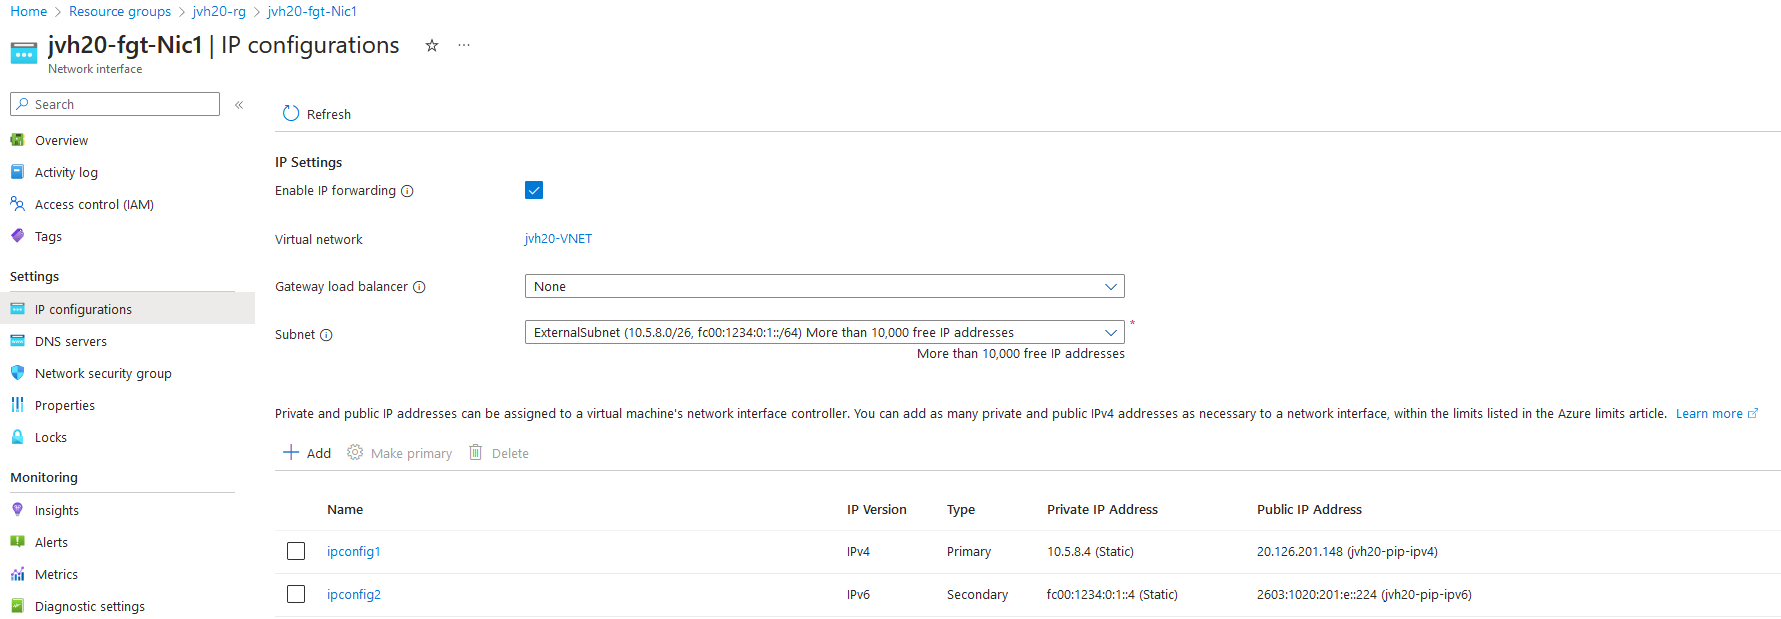 Home > Resource groups > jvh20-rg > jvh20-fgt-Nic1
jvh20-fgt-Nic1 | IP configurations
Network interface
Search
Overview
Activity log
Access control (IAM)
Tags
Settings
IP configurations
DNS servers
Network security group
Properties
Locks
Monitoring
Insights
Alerts
Metrics
Diagnostic settings
Refresh
IP Settings
Enable IP forwarding
Virtual network jvh20-VNET
Gateway load balancer None
Subnet ExternalSubnet (10.5.8.0/26, fc00:1234:0:1::/64) More than 10,000 free IP addresses *
More than 10,000 free IP addresses
Private and public IP addresses can be assigned to a virtual machine's network interface controller. You can add as many private and public IPv4 addresses as necessary to a network interface, within the limits listed in the Azure limits article. Learn more
Add Make primary Delete
Name IP Version Type Private IP Address Public IP Address
ipconfig1 IPv4 Primary 10.5.8.4 (Static) 20.126.201.148 (jvh20-pip-ipv4)
ipconfig2 IPv6 Secondary fc00:1234:0:1::4 (Static) 2603:1020:201:e::224 (jvh20-pip-ipv6)